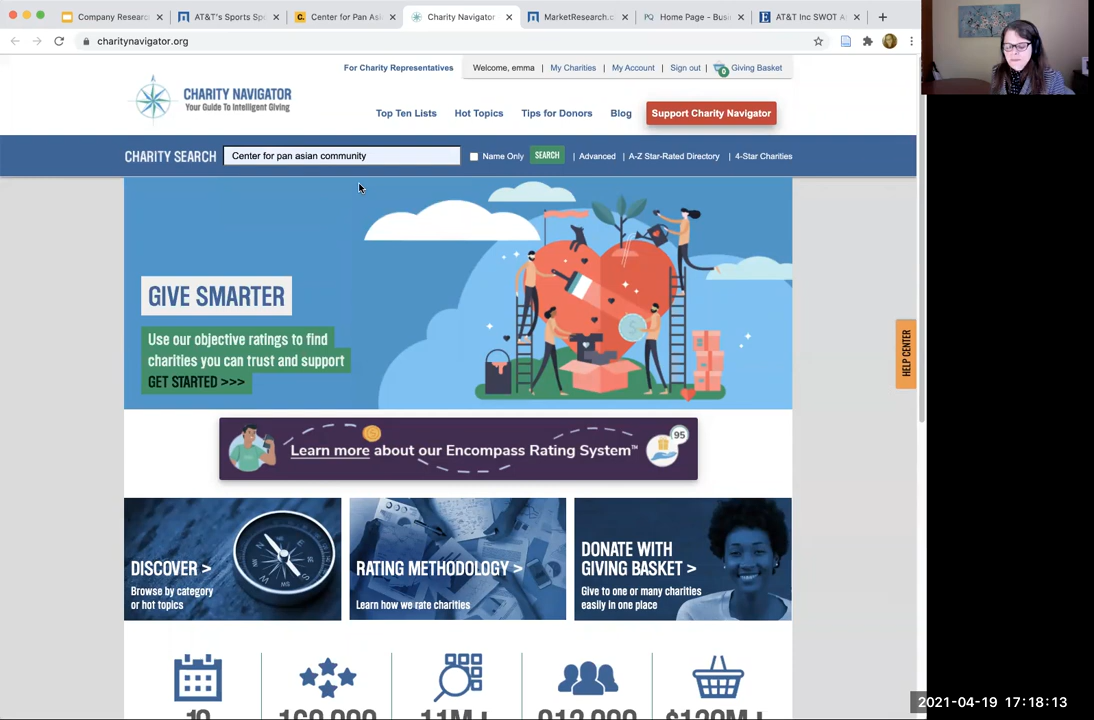 Company Researc
AT&T's Sports Spo
Center for Pan Asia
Charity Navigator
MarketResearch.c
PQ Home Page - Busi
AT&T Inc SWOT A
charitynavigator.org
For Charity Representatives
Welcome, emma | My Charities | My Account | Sign out | 0 Giving Basket
CHARITY NAVIGATOR
Your Guide To Intelligent Giving
Top Ten Lists Hot Topics Tips for Donors Blog Support Charity Navigator
CHARITY SEARCH Center for pan asian community Name Only SEARCH | Advanced | A-Z Star-Rated Directory | 4-Star Charities
GIVE SMARTER
Use our objective ratings to find
charities you can trust and support
GET STARTED >>>
HELP CENTER
Learn more about our Encompass Rating System™
95
DISCOVER >
Browse by category
or hot topics
RATING METHODOLOGY >
Learn how we rate charities
DONATE WITH
GIVING BASKET >
Give to one or many charities
easily in one place
2021-04-19 17:18:13